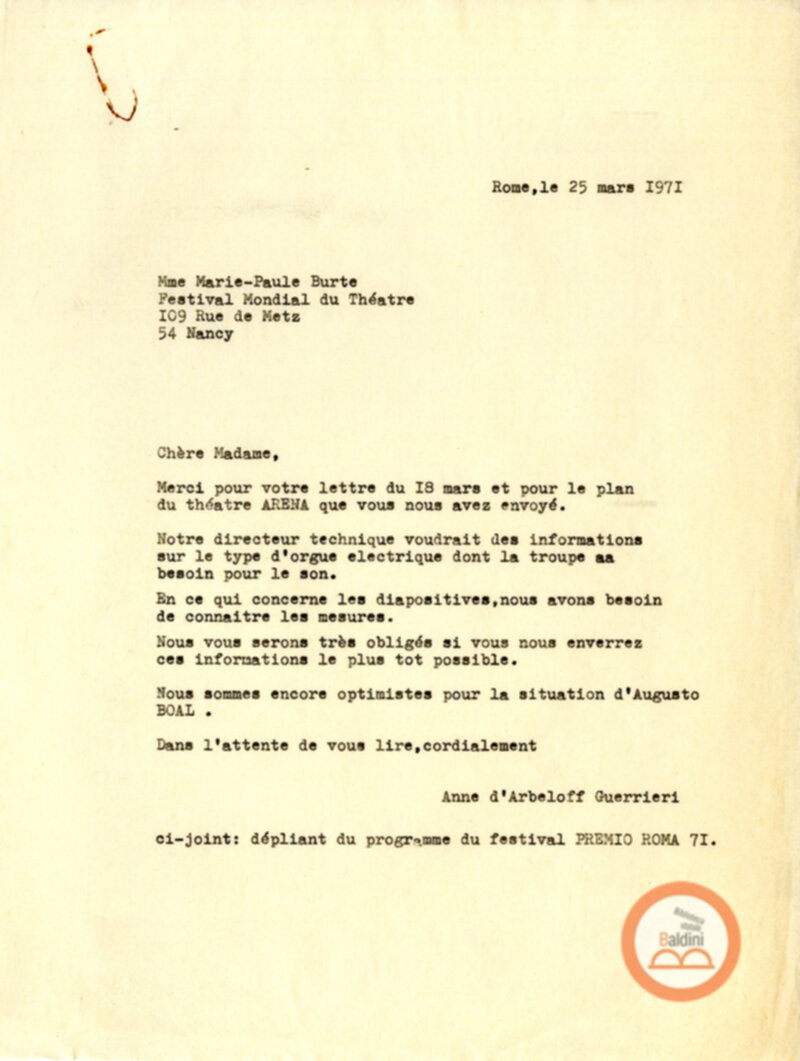 Rome,le 25 mars I97I
Mme Marie-Paule Burte
Festival Mondial du Théatre
IO9 Rue de Metz
54 Nancy
Chère Madame,
Merci pour votre lettre du I8 mars et pour le plan
du théatre ARENA que vous nous avez envoyé.
Notre directeur technique voudrait des informations
sur le type d'orgue electrique dont la troupe aa
besoin pour le son.
En ce qui concerne les diapositives,nous avons besoin
de connaitre les mesures.
Nous vous serons très obligés si vous nous enverrez
ces informations le plus tot possible.
Nous sommes encore optimistes pour la situation d'Augusto
BOAL .
Dans l'attente de vous lire,cordialement
Anne d'Arbeloff Guerrieri
ci-joint: dépliant du programme du festival PREMIO ROMA 7I.
Biblioteca
statale
Baldini